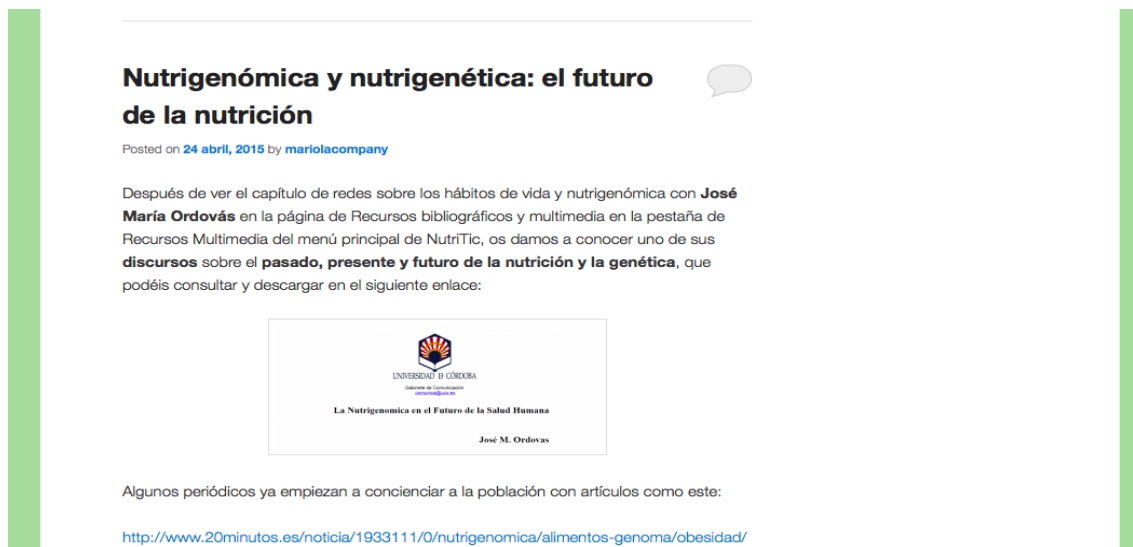 Nutrigenómica y nutrigenética: el futuro
de la nutrición
Posted on 24 abril, 2015 by mariolacompany
Después de ver el capítulo de redes sobre los hábitos de vida y nutrigenómica con José
María Ordovás en la página de Recursos bibliográficos y multimedia en la pestaña de
Recursos Multimedia del menú principal de NutriTic, os damos a conocer uno de sus
discursos sobre el pasado, presente y futuro de la nutrición y la genética, que
podéis consultar y descargar en el siguiente enlace:
UNIVERSIDAD D CÓRDOBA
Gabinete de Comunicación
comunica@uco.es
La Nutrigenomica en el Futuro de la Salud Humana
José M. Ordovas
Algunos periódicos ya empiezan a concienciar a la población con artículos como este:
http://www.20minutos.es/noticia/1933111/0/nutrigenomica/alimentos-genoma/obesidad/